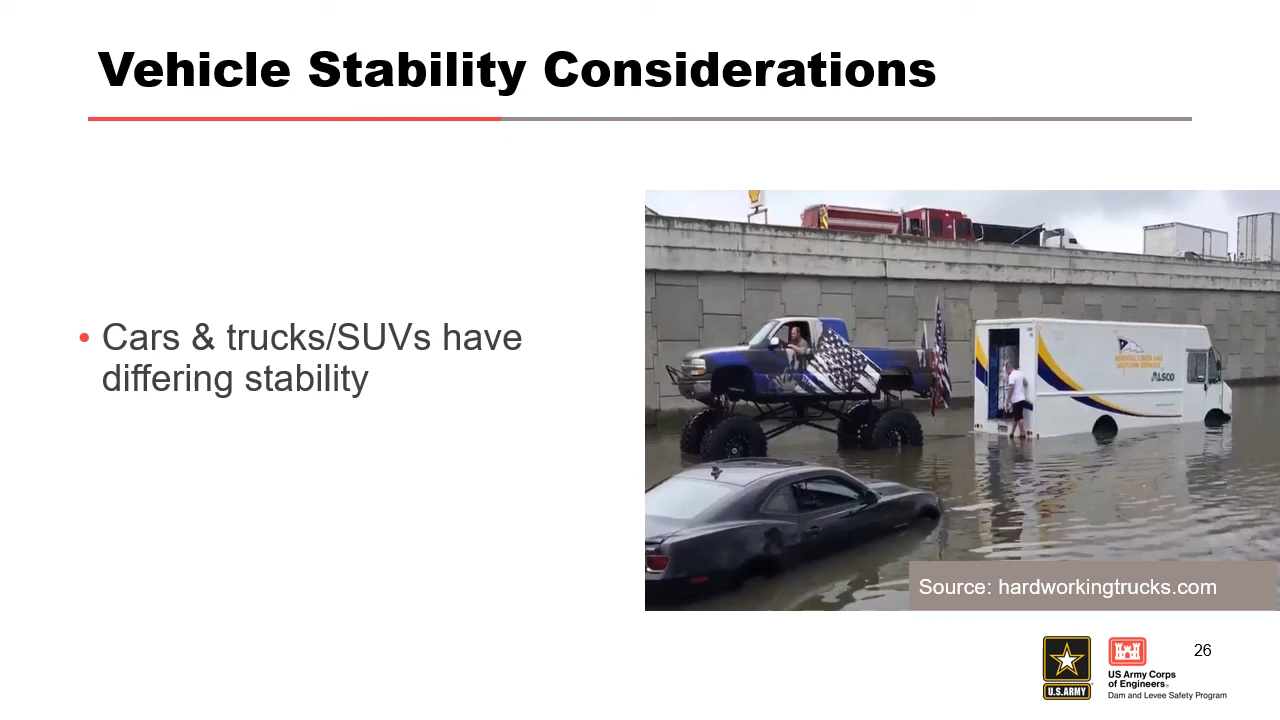 Vehicle Stability Considerations
• Cars & trucks/SUVs have
differing stability
ALSCO
Source: hardworkingtrucks.com
U.S.ARMY
US Army Corps
of Engineers®
Dam and Levee Safety Program
26